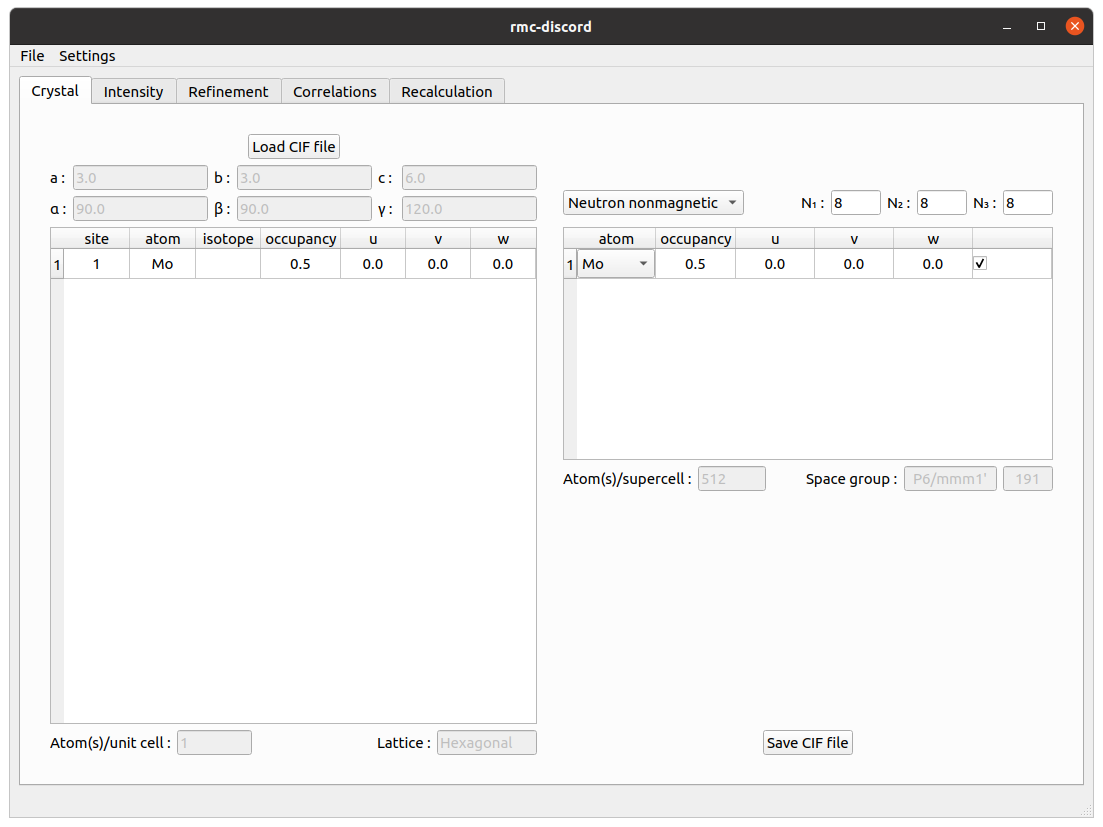 rmc-discord
File Settings
Crystal Intensity Refinement Correlations Recalculation
Load CIF file
a : 3.0 b : 3.0 c : 6.0
α : 90.0 β : 90.0 γ : 120.0
Neutron nonmagnetic N₁ : 8 N₂ : 8 N₃ : 8
site atom isotope occupancy u v w
1 1 Mo 0.5 0.0 0.0 0.0
atom occupancy u v w
1 Mo 0.5 0.0 0.0 0.0
Atom(s)/supercell : 512 Space group : P6/mmm1' 191
Atom(s)/unit cell : 1 Lattice : Hexagonal
Save CIF file